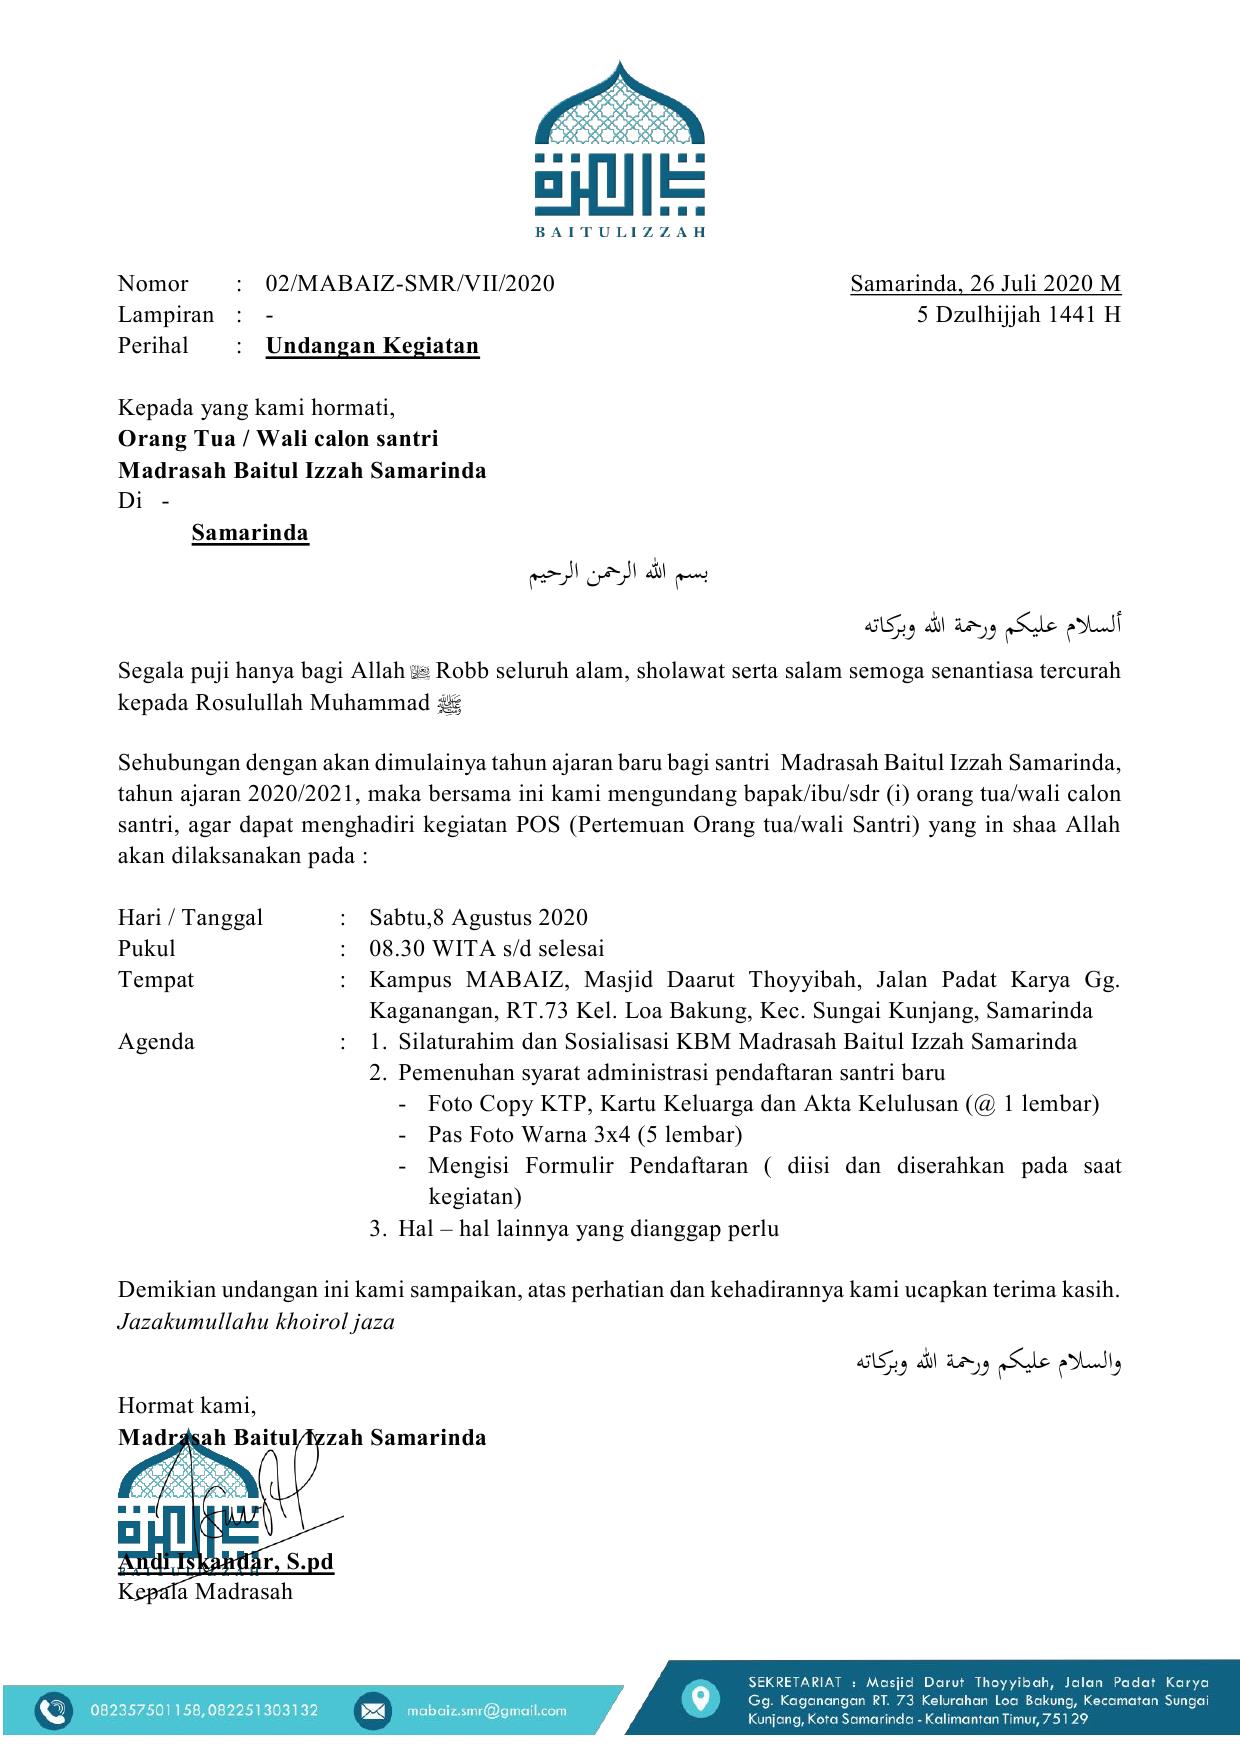 BAITULIZZAH
Nomor : 02/MABAIZ-SMR/VII/2020 Samarinda, 26 Juli 2020 M
Lampiran : - 5 Dzulhijjah 1441 H
Perihal : Undangan Kegiatan
Kepada yang kami hormati,
Orang Tua / Wali calon santri
Madrasah Baitul Izzah Samarinda
Di -
Samarinda
بسم الله الرحمن الرحيم
ألسلام عليكم ورحمة الله وبركاته
Segala puji hanya bagi Allah ﷻ Robb seluruh alam, sholawat serta salam semoga senantiasa tercurah
kepada Rosulullah Muhammad ﷺ
Sehubungan dengan akan dimulainya tahun ajaran baru bagi santri Madrasah Baitul Izzah Samarinda,
tahun ajaran 2020/2021, maka bersama ini kami mengundang bapak/ibu/sdr (i) orang tua/wali calon
santri, agar dapat menghadiri kegiatan POS (Pertemuan Orang tua/wali Santri) yang in shaa Allah
akan dilaksanakan pada :
Hari / Tanggal : Sabtu,8 Agustus 2020
Pukul : 08.30 WITA s/d selesai
Tempat : Kampus MABAIZ, Masjid Daarut Thoyyibah, Jalan Padat Karya Gg.
Kaganangan, RT.73 Kel. Loa Bakung, Kec. Sungai Kunjang, Samarinda
Agenda : 1. Silaturahim dan Sosialisasi KBM Madrasah Baitul Izzah Samarinda
2. Pemenuhan syarat administrasi pendaftaran santri baru
- Foto Copy KTP, Kartu Keluarga dan Akta Kelulusan (@ 1 lembar)
- Pas Foto Warna 3x4 (5 lembar)
- Mengisi Formulir Pendaftaran ( diisi dan diserahkan pada saat
kegiatan)
3. Hal – hal lainnya yang dianggap perlu
Demikian undangan ini kami sampaikan, atas perhatian dan kehadirannya kami ucapkan terima kasih.
Jazakumullahu khoirol jaza
والسلام عليكم ورحمة الله وبركاته
Hormat kami,
Madrasah Baitul Izzah Samarinda
Andi Iskandar, S.pd
BAITULIZZAH
Kepala Madrasah
082357501158,082251303132
mabaiz.smr@gmail.com
SEKRETARIAT : Masjid Darut Thoyyibah, Jalan Padat Karya
Gg. Kaganangan RT. 73 Kelurahan Loa Bakung, Kecamatan Sungai
Kunjang, Kota Samarinda - Kalimantan Timur, 75129